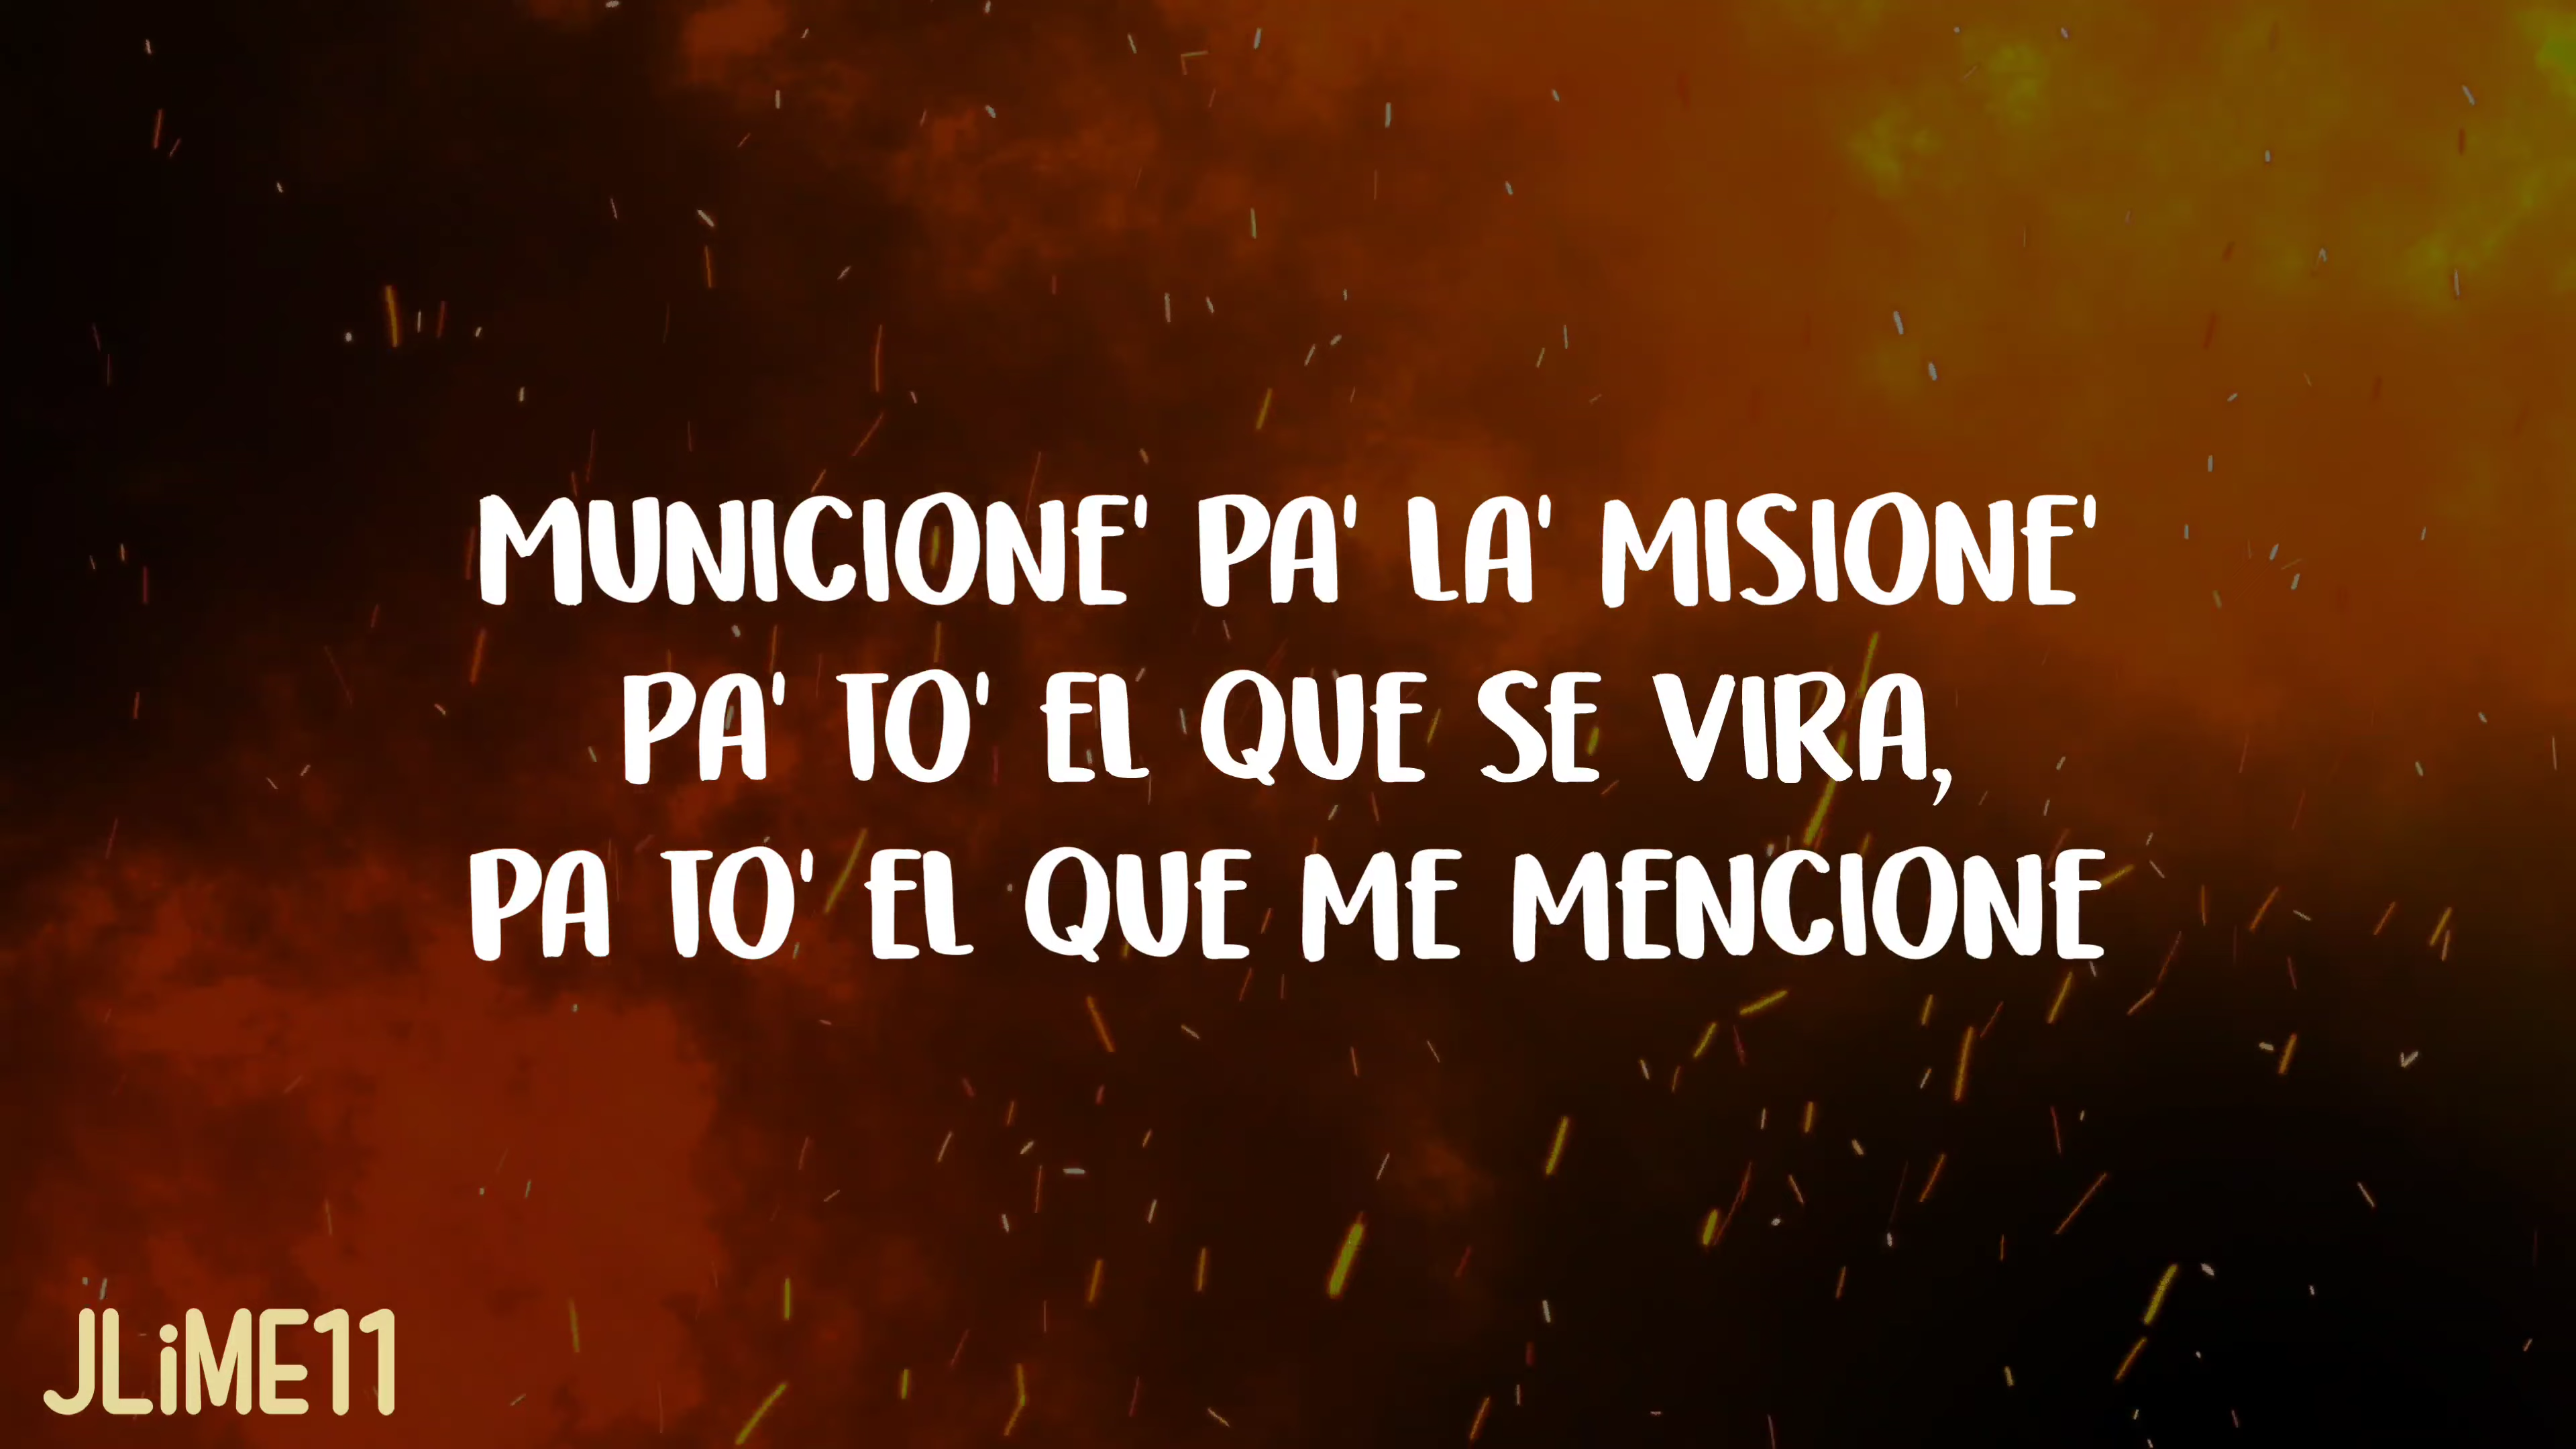 MUNICIONE' PA' LA' MISIONE'
PA' TO' EL QUE SE VIRA,
PA TO' EL QUE ME MENCIONE
JLiME11